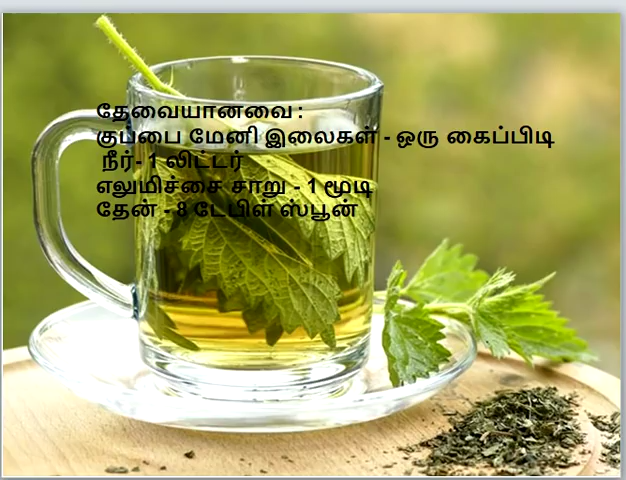 தேவையானவை:
குப்பை மேனி இலைகள் - ஒரு கைப்பிடி
நீர்- 1 லிட்டர்
எலுமிச்சை சாறு - 1 மூடி
தேன் - 8 டேபிள் ஸ்பூன்